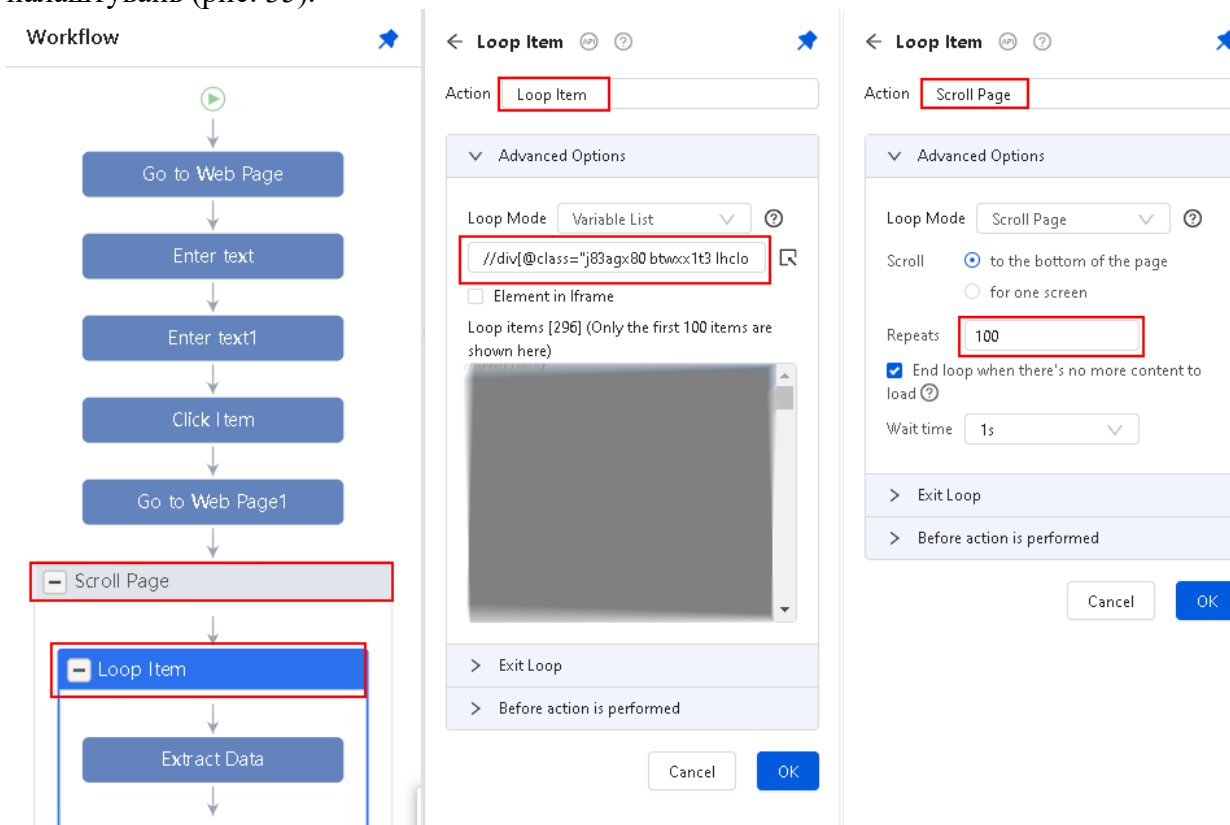 налаштувань (рис. 35).
Workflow
Go to Web Page
Enter text
Enter text1
Click Item
Go to Web Page1
Scroll Page
Loop Item
Extract Data
Loop Item API ?
Action Loop Item
Advanced Options
Loop Mode Variable List ?
//div[@class="j83agx80 btwxx1t3 lhclo
Element in Iframe
Loop items [296] (Only the first 100 items are
shown here)
Exit Loop
Before action is performed
Cancel OK
Loop Item API ?
Action Scroll Page
Advanced Options
Loop Mode Scroll Page ?
Scroll to the bottom of the page
for one screen
Repeats 100
End loop when there's no more content to
load ?
Wait time 1s
Exit Loop
Before action is performed
Cancel OK